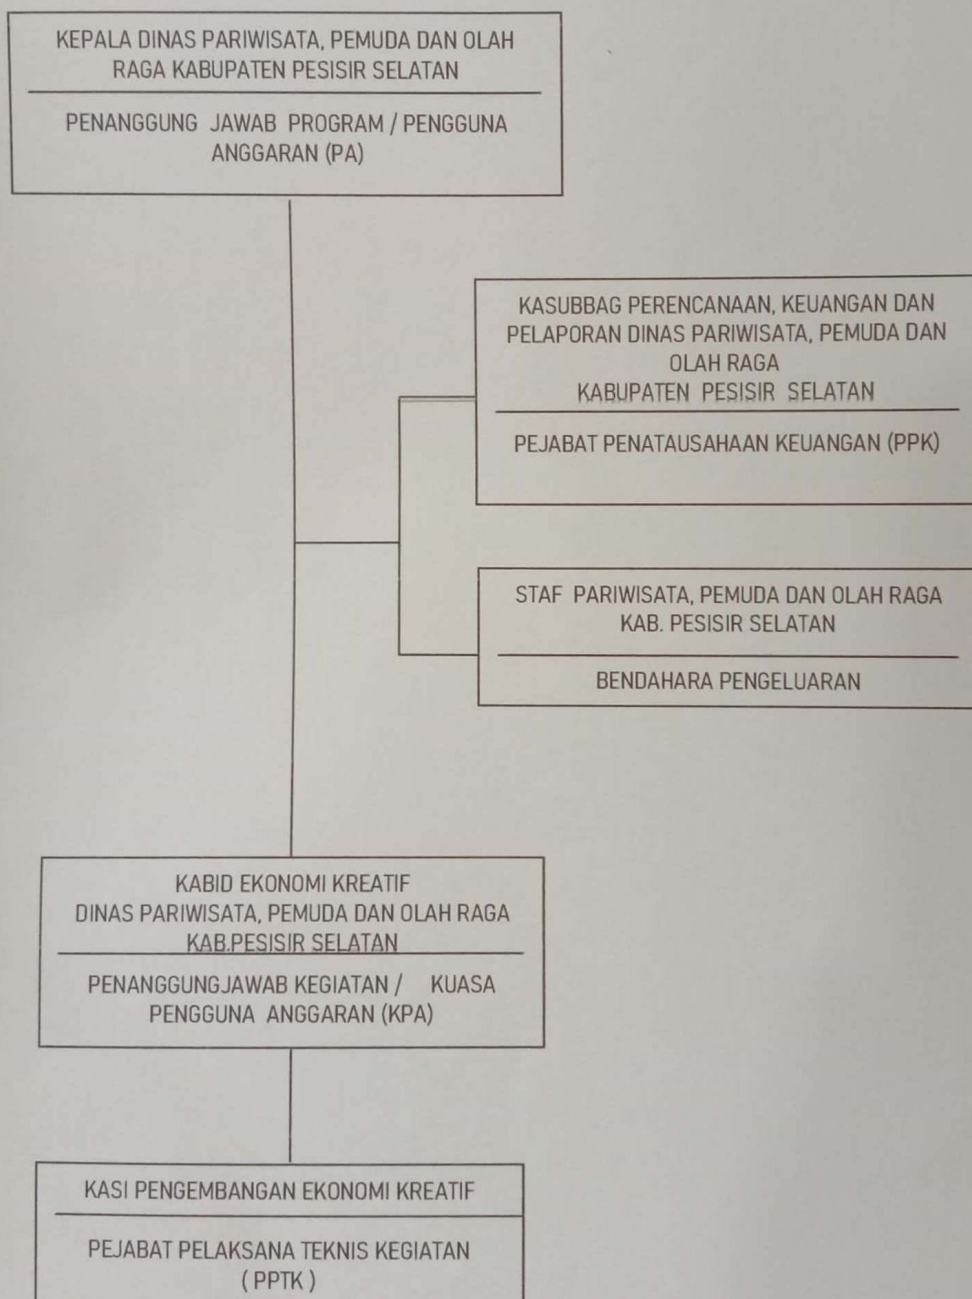 KEPALA DINAS PARIWISATA, PEMUDA DAN OLAH
RAGA KABUPATEN PESISIR SELATAN
PENANGGUNG JAWAB PROGRAM / PENGGUNA
ANGGARAN (PA)
KASUBBAG PERENCANAAN, KEUANGAN DAN
PELAPORAN DINAS PARIWISATA, PEMUDA DAN
OLAH RAGA
KABUPATEN PESISIR SELATAN
PEJABAT PENATAUSAHAAN KEUANGAN (PPK)
STAF PARIWISATA, PEMUDA DAN OLAH RAGA
KAB. PESISIR SELATAN
BENDAHARA PENGELUARAN
KABID EKONOMI KREATIF
DINAS PARIWISATA, PEMUDA DAN OLAH RAGA
KAB.PESISIR SELATAN
PENANGGUNGJAWAB KEGIATAN / KUASA
PENGGUNA ANGGARAN (KPA)
KASI PENGEMBANGAN EKONOMI KREATIF
PEJABAT PELAKSANA TEKNIS KEGIATAN
( PPTK )